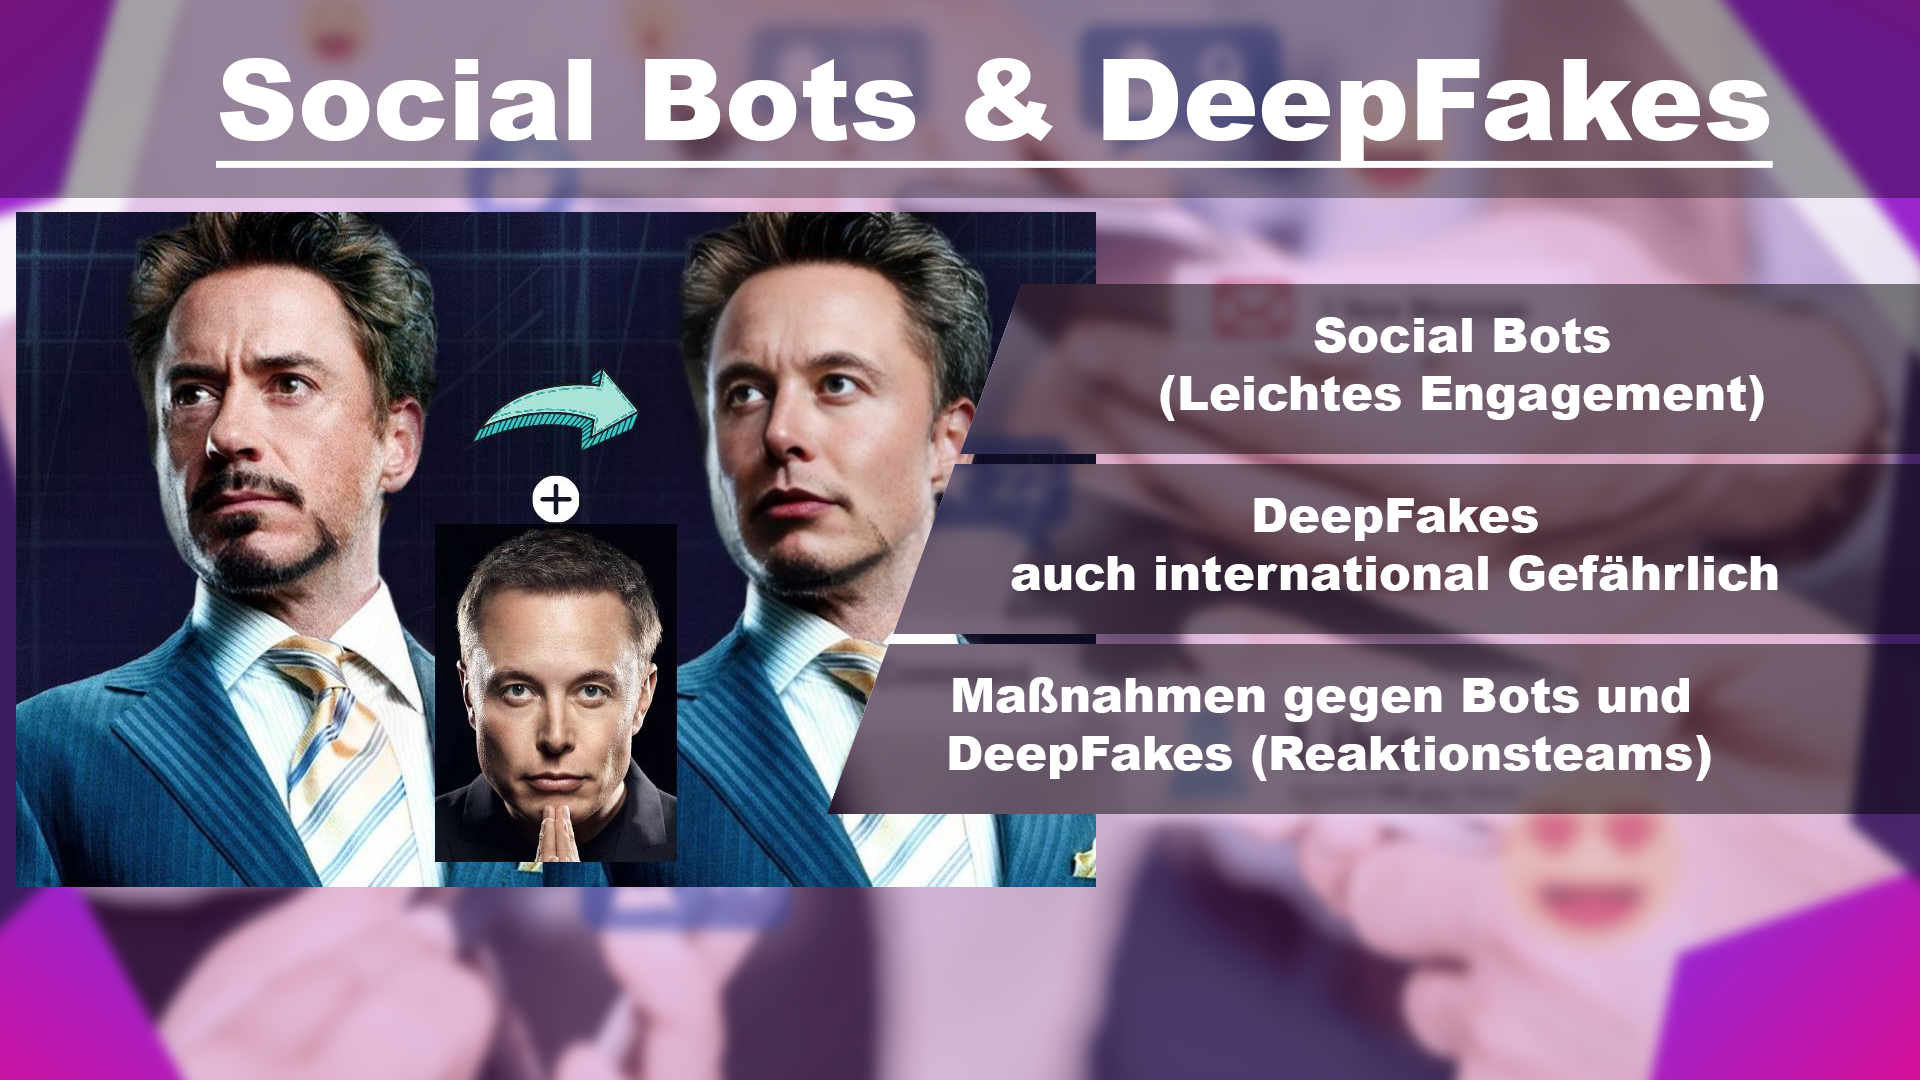 Social Bots & DeepFakes
Social Bots
(Leichtes Engagement)
DeepFakes
auch international Gefährlich
Maßnahmen gegen Bots und
DeepFakes (Reaktionsteams)